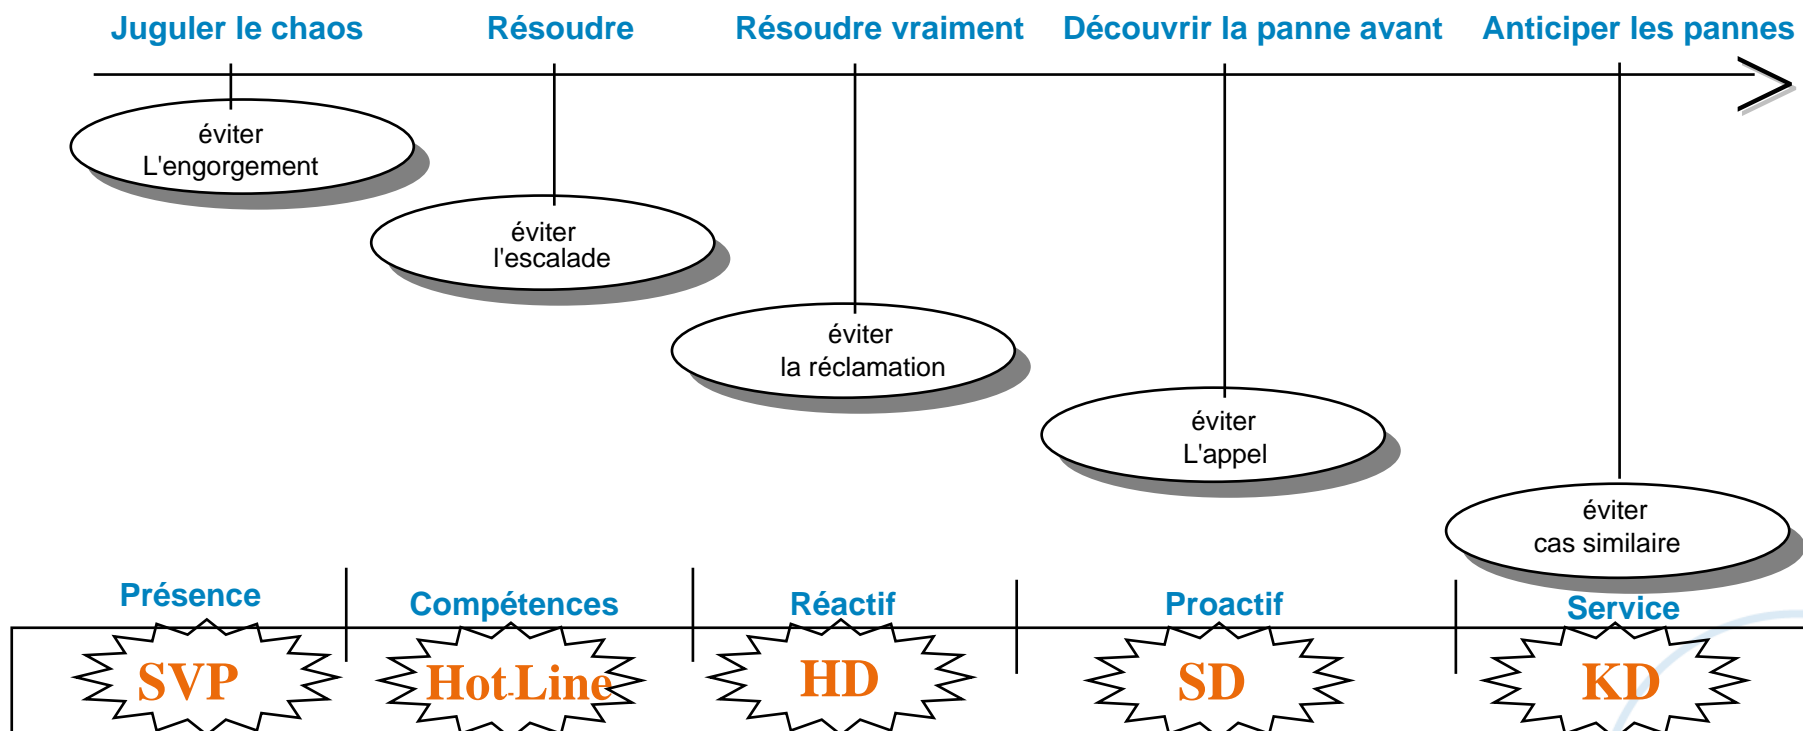 Juguler le chaos
Résoudre
Résoudre vraiment
Découvrir la panne avant
Anticiper les pannes
éviter
L'engorgement
éviter
l'escalade
éviter
la réclamation
éviter
L'appel
éviter
cas similaire
Présence
Compétences
Réactif
Proactif
Service
SVP
Hot-Line
HD
SD
KD